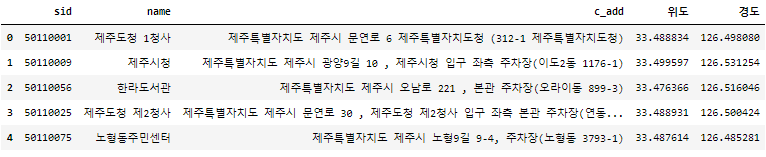 sid name c_add 위도 경도
0 50110001 제주도청 1청사 제주특별자치도 제주시 문연로 6 제주특별자치도청 (312-1 제주특별자치도청) 33.488834 126.498080
1 50110009 제주시청 제주특별자치도 제주시 광양9길 10 , 제주시청 입구 좌측 주차장(이도2동 1176-1) 33.499597 126.531254
2 50110056 한라도서관 제주특별자치도 제주시 오남로 221 , 본관 주차장(오라이동 899-3) 33.476366 126.516046
3 50110025 제주도청 제2청사 제주특별자치도 제주시 문연로 30 , 제주도청 제2청사 입구 좌측 본관 주차장(연동... 33.488931 126.500424
4 50110075 노형동주민센터 제주특별자치도 제주시 노형9길 9-4, 주차장(노형동 3793-1) 33.487614 126.485281